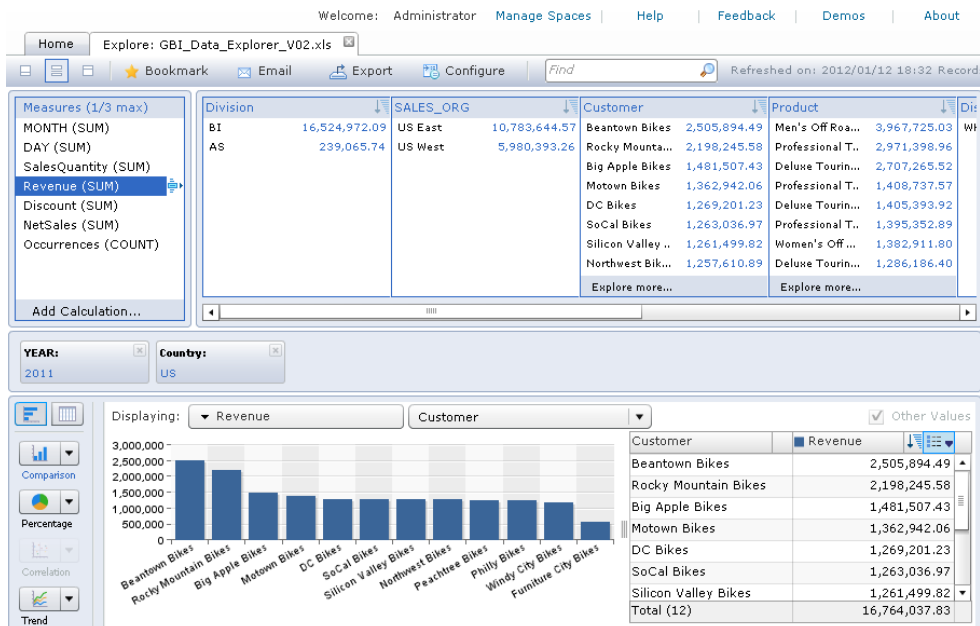 Welcome: Administrator Manage Spaces | Help | Feedback | Demos | About
Home Explore: GBI_Data_Explorer_V02.xls
Bookmark Email Export Configure Find Refreshed on: 2012/01/12 18:32 Record
Measures (1/3 max)
MONTH (SUM)
DAY (SUM)
SalesQuantity (SUM)
Revenue (SUM)
Discount (SUM)
NetSales (SUM)
Occurrences (COUNT)
Add Calculation...
Division
BI 16,524,972.09
AS 239,065.74
SALES_ORG
US East 10,783,644.57
US West 5,980,393.26
Customer
Beantown Bikes 2,505,894.49
Rocky Mounta... 2,198,245.58
Big Apple Bikes 1,481,507.43
Motown Bikes 1,362,942.06
DC Bikes 1,269,201.23
SoCal Bikes 1,263,036.97
Silicon Valley .. 1,261,499.82
Northwest Bik... 1,257,610.89
Explore more...
Product
Men's Off Roa... 3,967,725.03
Professional T.. 2,971,398.96
Deluxe Tourin... 2,707,265.52
Professional T.. 1,408,737.57
Deluxe Tourin... 1,405,393.92
Professional T.. 1,395,352.89
Women's Off ... 1,382,911.80
Deluxe Tourin... 1,286,186.40
Explore more...
Dis
YEAR:
2011
Country:
US
Displaying: Revenue Customer Other Values
Comparison
Percentage
Correlation
Trend
3,000,000
2,500,000
2,000,000
1,500,000
1,000,000
500,000
0
Beantown Bikes
Rocky Mountain Bikes
Big Apple Bikes
Motown Bikes
DC Bikes
SoCal Bikes
Silicon Valley Bikes
Northwest Bikes
Peachtree Bikes
Philly Bikes
Windy City Bikes
Furniture City Bikes
Customer Revenue
Beantown Bikes 2,505,894.49
Rocky Mountain Bikes 2,198,245.58
Big Apple Bikes 1,481,507.43
Motown Bikes 1,362,942.06
DC Bikes 1,269,201.23
SoCal Bikes 1,263,036.97
Silicon Valley Bikes 1,261,499.82
Total (12) 16,764,037.83